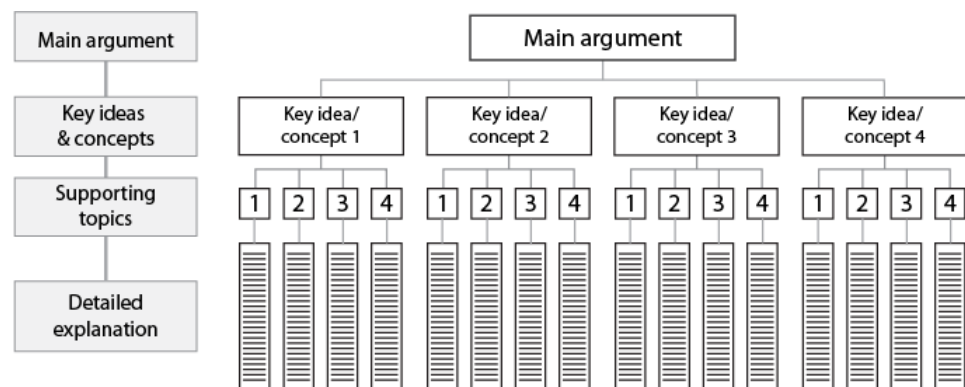 Main argument
Key ideas
& concepts
Supporting
topics
Detailed
explanation
Main argument
Key idea/
concept 1
Key idea/
concept 2
Key idea/
concept 3
Key idea/
concept 4
1 2 3 4 1 2 3 4 1 2 3 4 1 2 3 4